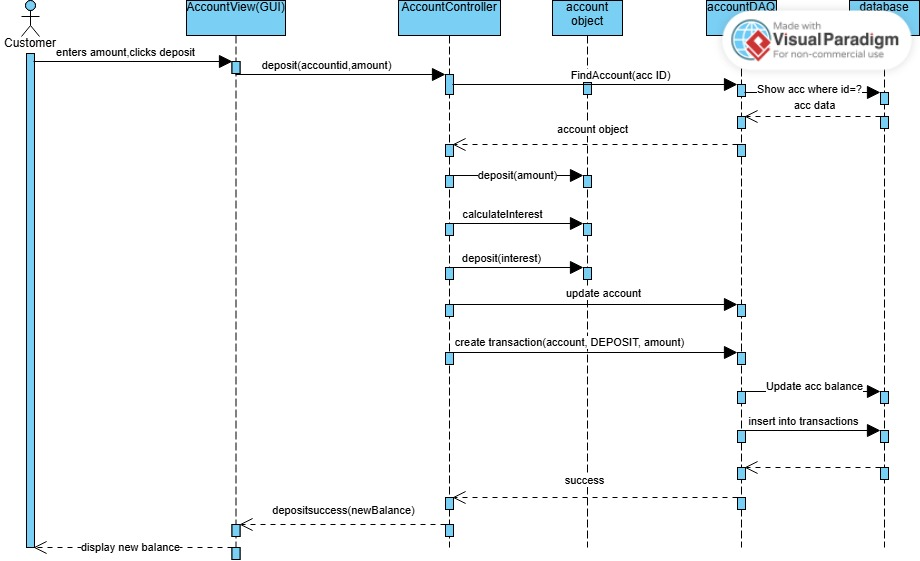 AccountView(GUI)
AccountController
account
object
accountDAO
database
Made with
VisualParadigm
For non-commercial use
Customer
enters amount,clicks deposit
deposit(accountid,amount)
FindAccount(acc ID)
Show acc where id=?
acc data
account object
deposit(amount)
calculateInterest
deposit(interest)
update account
create transaction(account, DEPOSIT, amount)
Update acc balance
insert into transactions
success
depositsuccess(newBalance)
display new balance